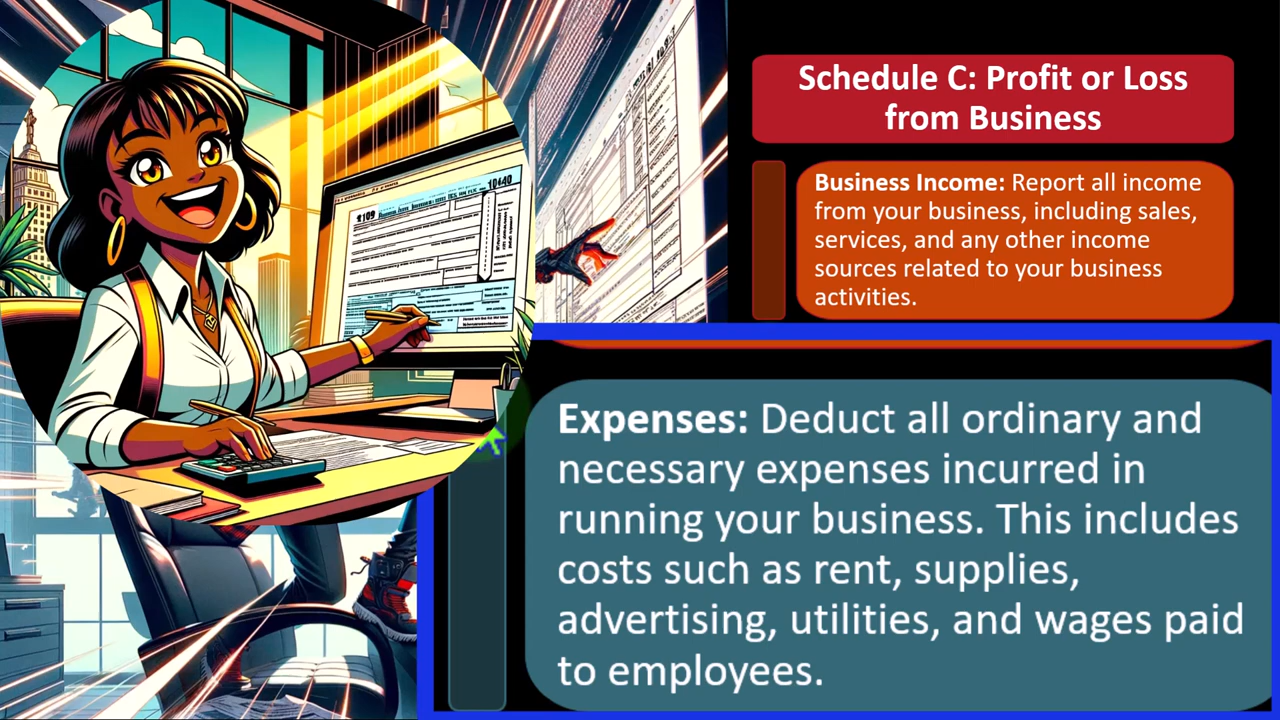 Schedule C: Profit or Loss
from Business
Business Income: Report all income
from your business, including sales,
services, and any other income
sources related to your business
activities.
Expenses: Deduct all ordinary and
necessary expenses incurred in
running your business. This includes
costs such as rent, supplies,
advertising, utilities, and wages paid
to employees.